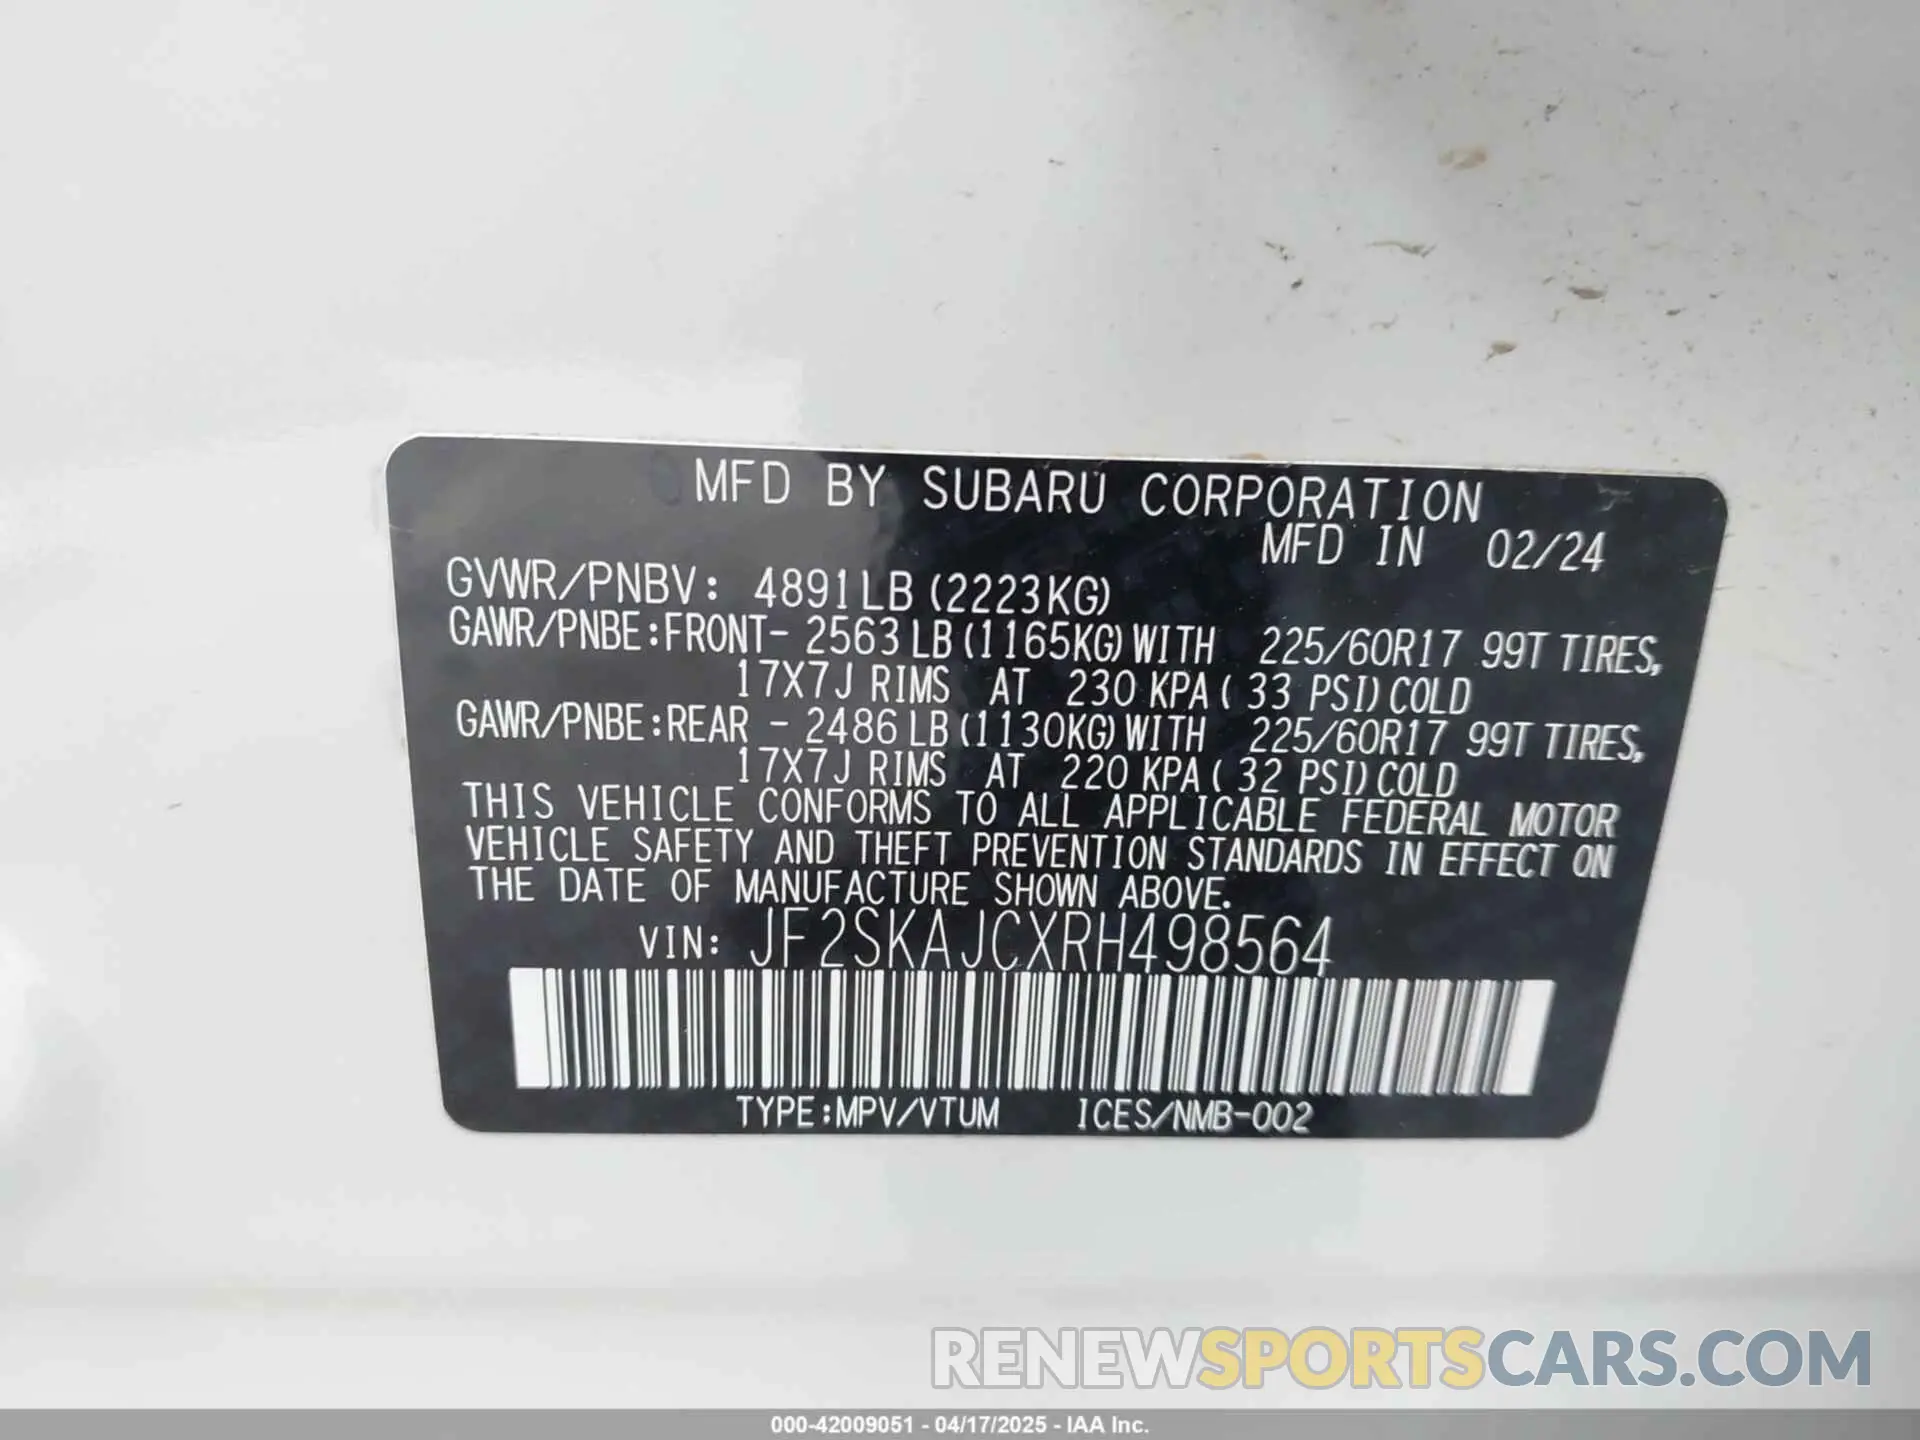 MFD BY SUBARU CORPORATION
MFD IN 02/24
GVWR/PNBV: 4891LB (2223KG)
GAWR/PNBE:FRONT- 2563 LB (1165KG) WITH 225/60R17 99T TIRES,
17X7J RIMS AT 230 KPA ( 33 PSI) COLD
GAWR/PNBE:REAR - 2486 LB (1130KG) WITH 225/60R17 99T TIRES,
17X7J RIMS AT 220 KPA ( 32 PSI) COLD
THIS VEHICLE CONFORMS TO ALL APPLICABLE FEDERAL MOTOR
VEHICLE SAFETY AND THEFT PREVENTION STANDARDS IN EFFECT ON
THE DATE OF MANUFACTURE SHOWN ABOVE.
VIN: JF2SKAJCXRH498564
TYPE:MPV/VTUM ICES/NMB-002
RENEWSPORTSCARS.COM
000-42009051 - 04/17/2025 - IAA Inc.